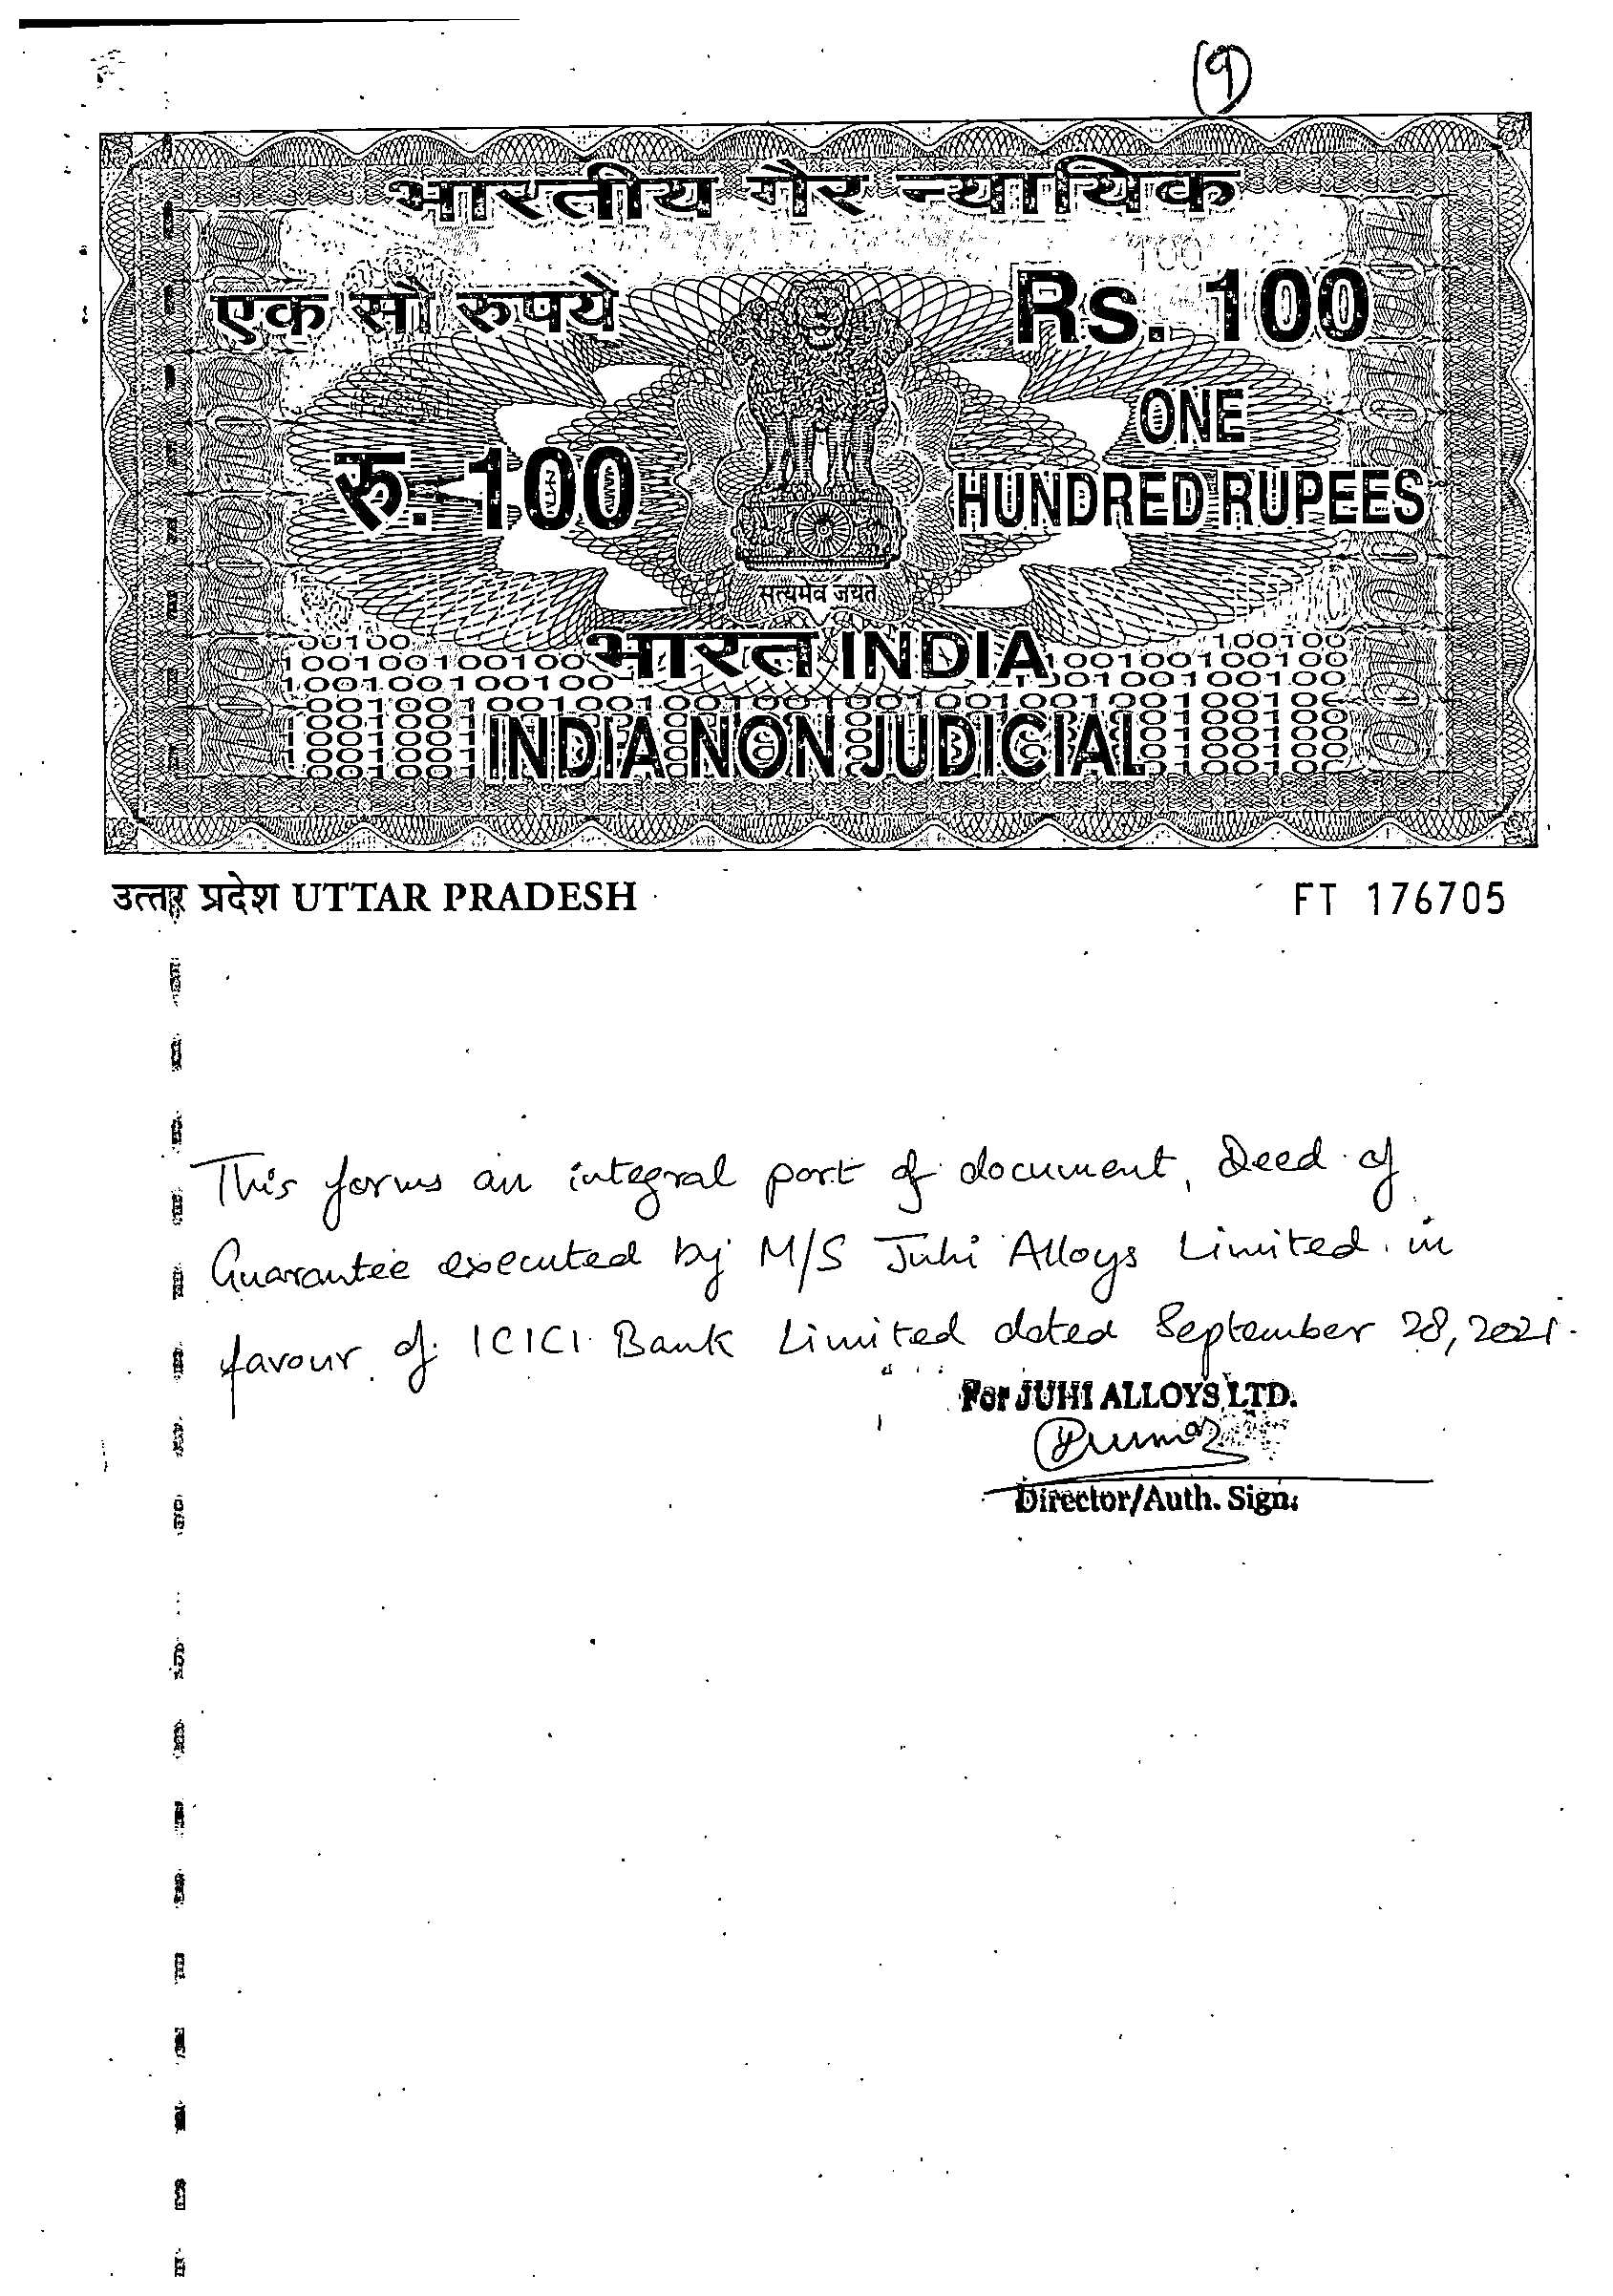 (9)
भारतीय गैर न्यायिक
एक सौ रुपये
Rs. 100
रु. 100
ONE
HUNDRED RUPEES
सत्यमेव जयते
भारत INDIA
INDIA NON JUDICIAL
उत्तर प्रदेश UTTAR PRADESH
FT 176705
This forms an integral part of document, Deed of
Guarantee executed by M/S Juhi Alloys Limited in
favour of ICICI Bank Limited dated September 28, 2021.
For JUHI ALLOYS LTD.
Director/Auth. Sign.